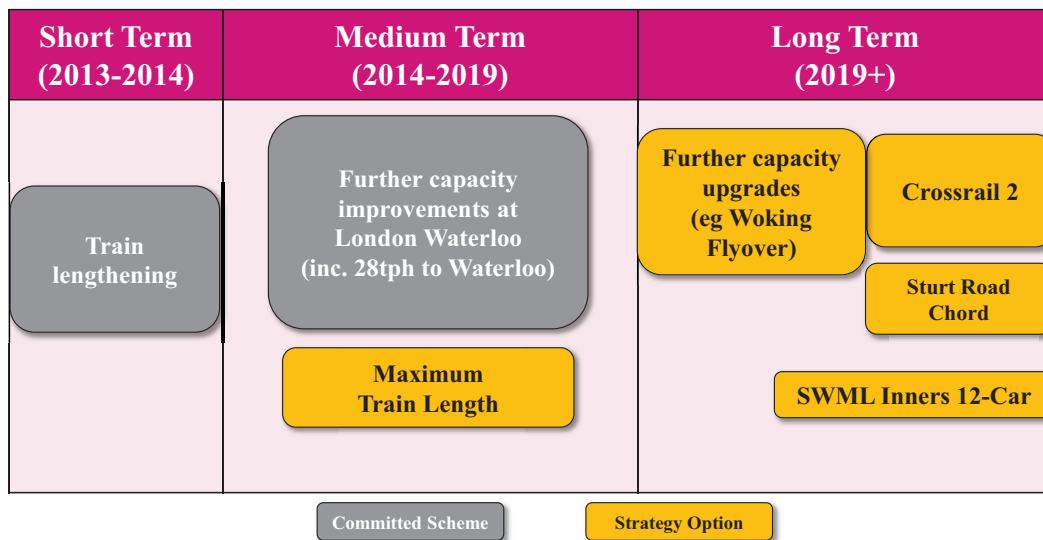 Short Term
(2013-2014)
Medium Term
(2014-2019)
Long Term
(2019+)
Train
lengthening
Further capacity
improvements at
London Waterloo
(inc. 28tph to Waterloo)
Maximum
Train Length
Further capacity
upgrades
(eg Woking
Flyover)
Crossrail 2
Sturt Road
Chord
SWML Inners 12-Car
Committed Scheme
Strategy Option